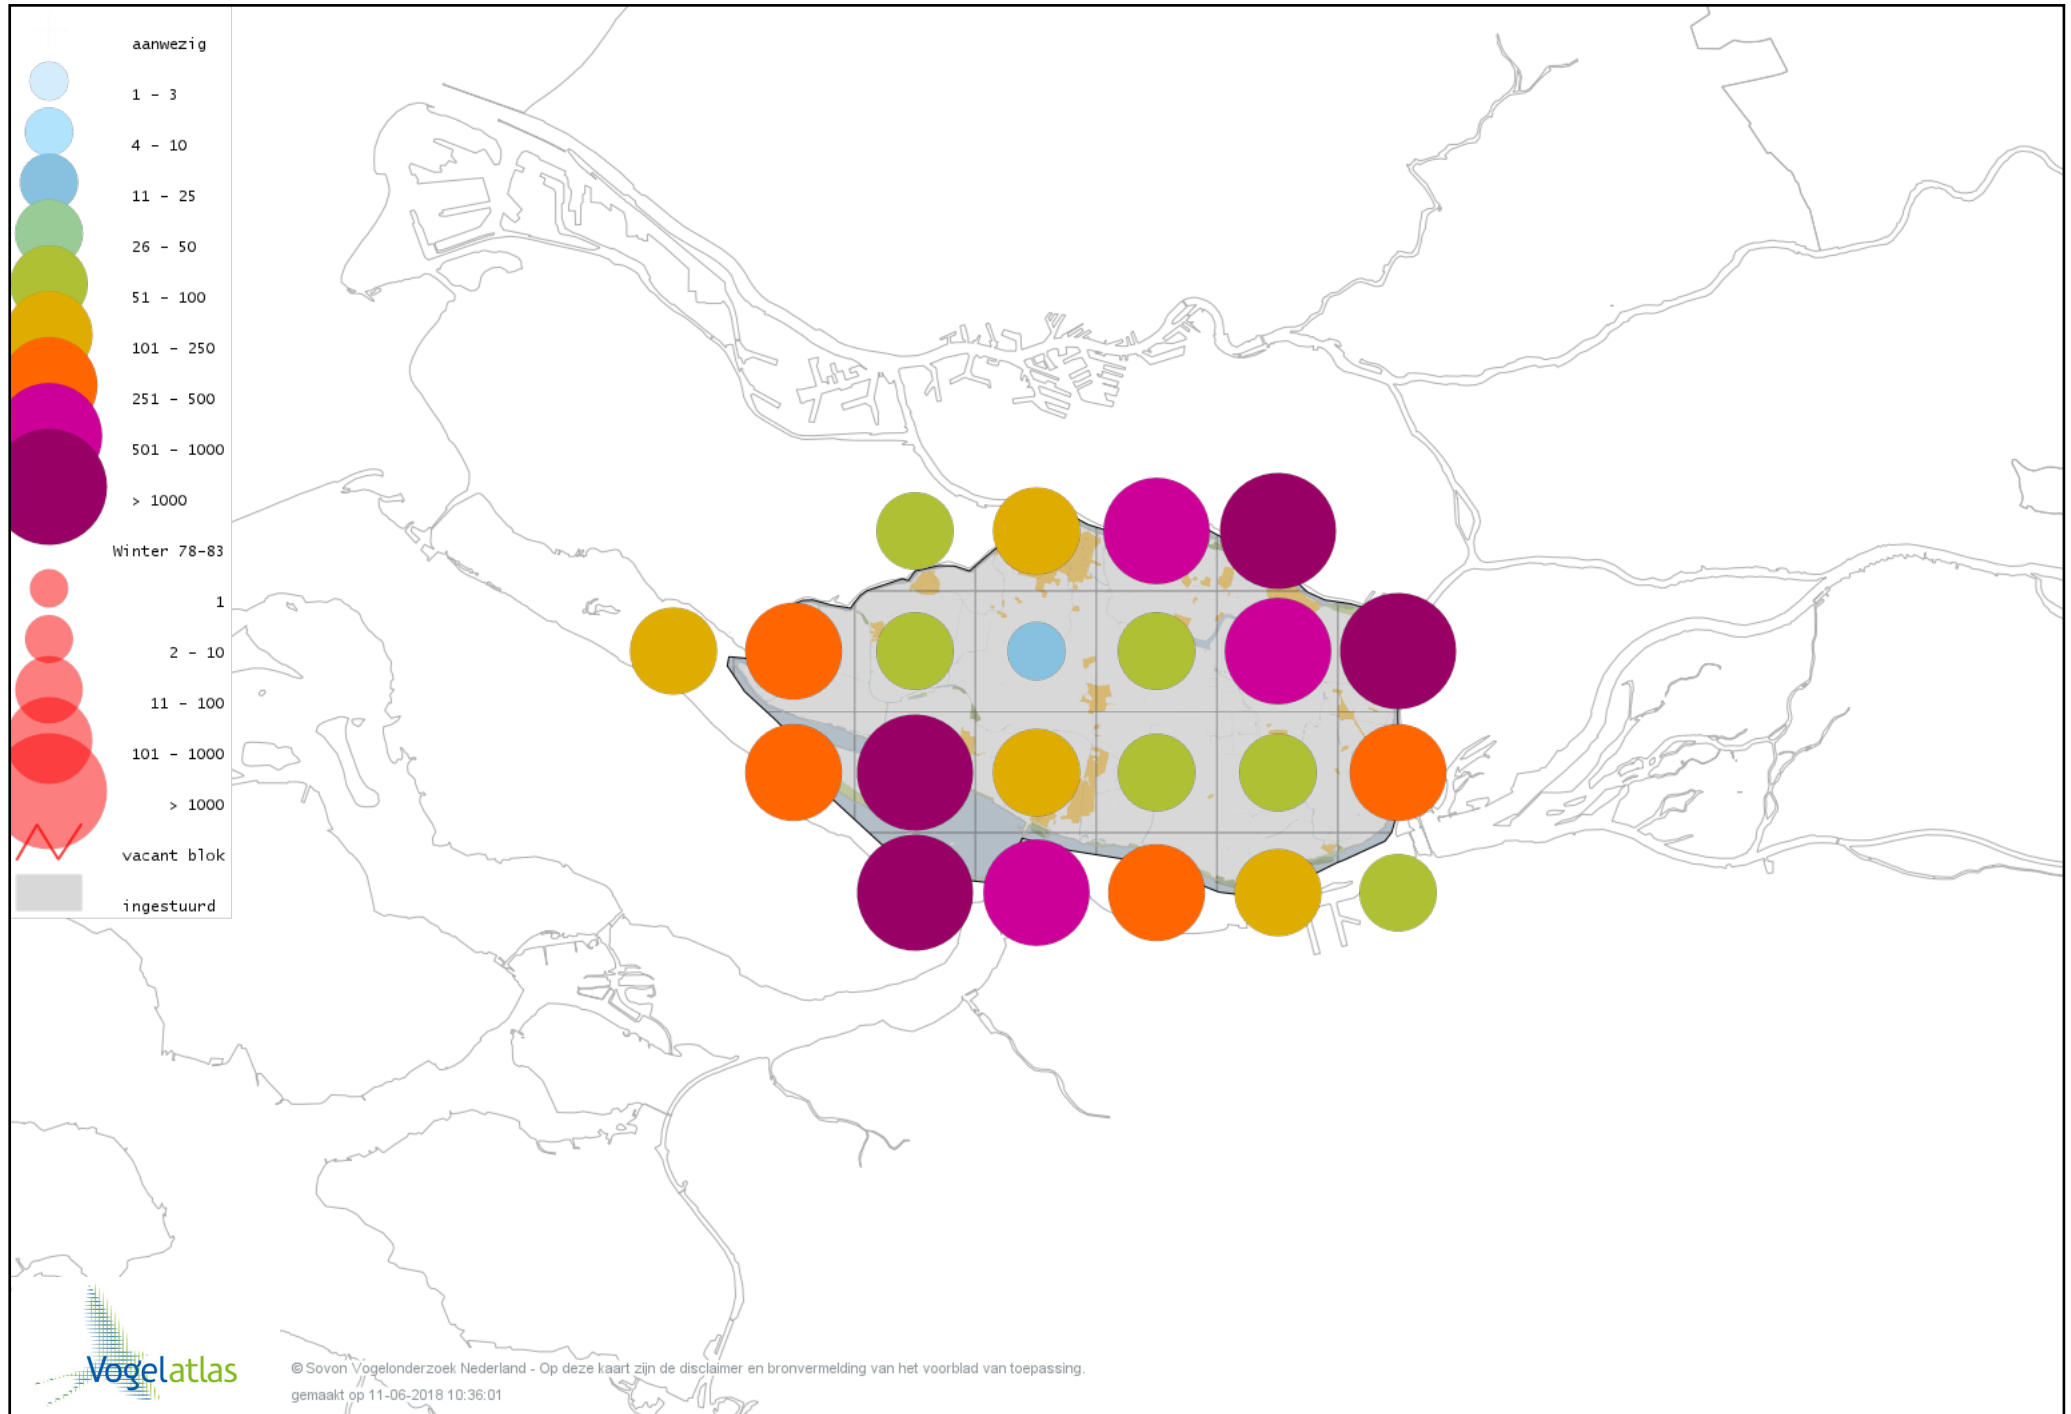 aanwezig
1 - 3
4 - 10
11 - 25
26 - 50
51 - 100
101 - 250
251 - 500
501 - 1000
> 1000
Winter 78-83
1
2 - 10
11 - 100
101 - 1000
> 1000
vacant blok
ingestuurd
Vogelatlas
© Sovon Vogelonderzoek Nederland - Op deze kaart zijn de disclaimer en bronvermelding van het voorblad van toepassing.
gemaakt op 11-06-2018 10:36:01